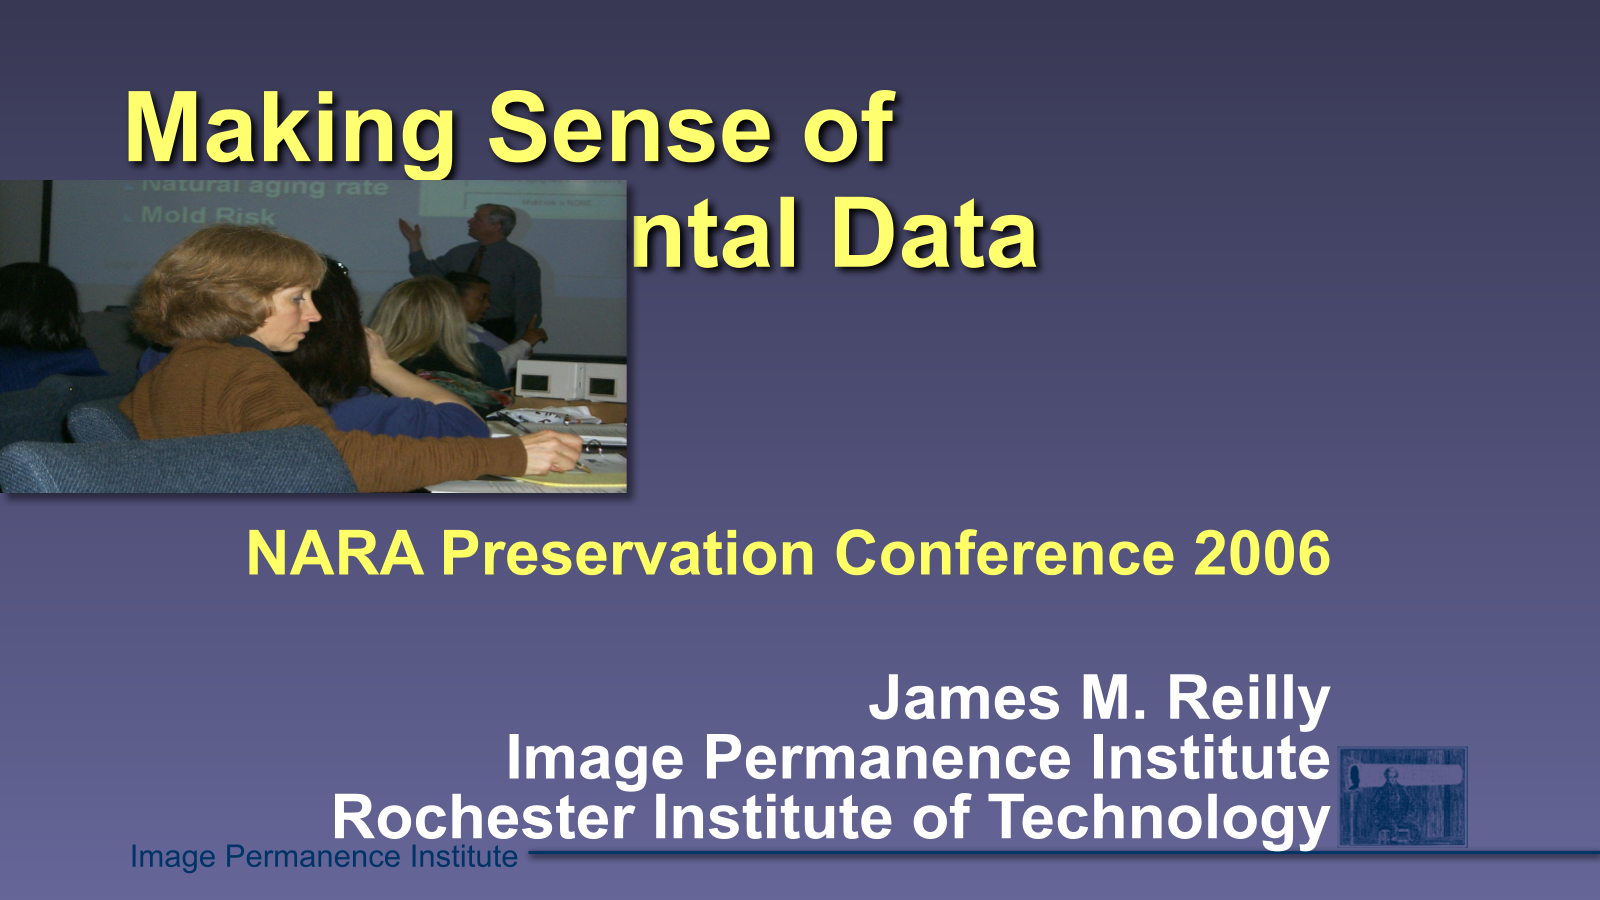 Making Sense of
ntal Data
Natural aging rate
Mold Risk
NARA Preservation Conference 2006
James M. Reilly
Image Permanence Institute
Rochester Institute of Technology
Image Permanence Institute